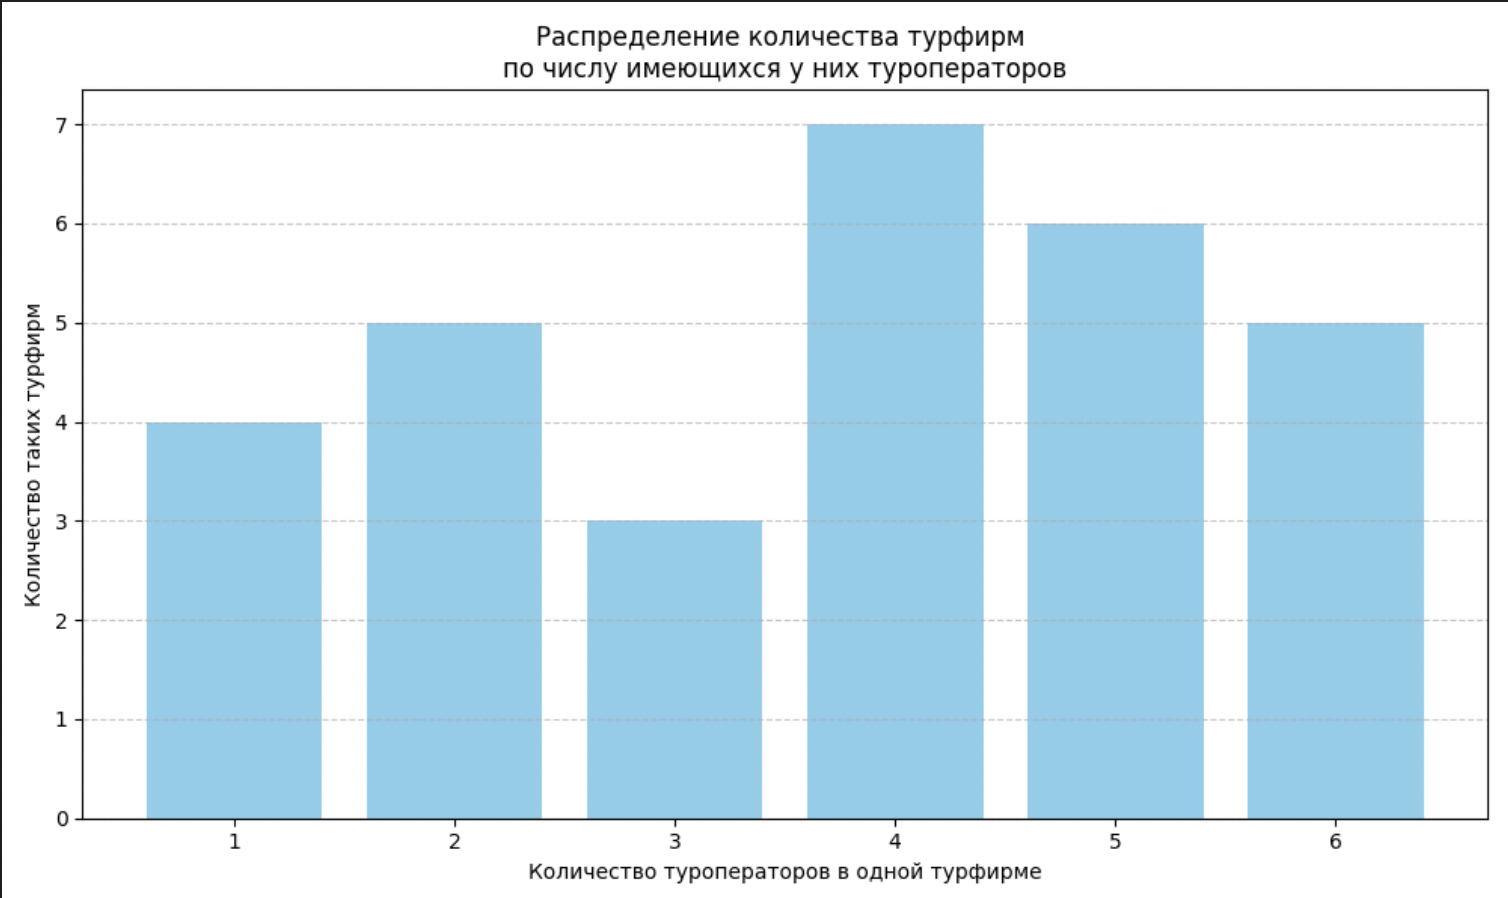 Распределение количества турфирм
по числу имеющихся у них туроператоров
Количество таких турфирм
7
6
5
4
3
2
1
0
1 2 3 4 5 6
Количество туроператоров в одной турфирме